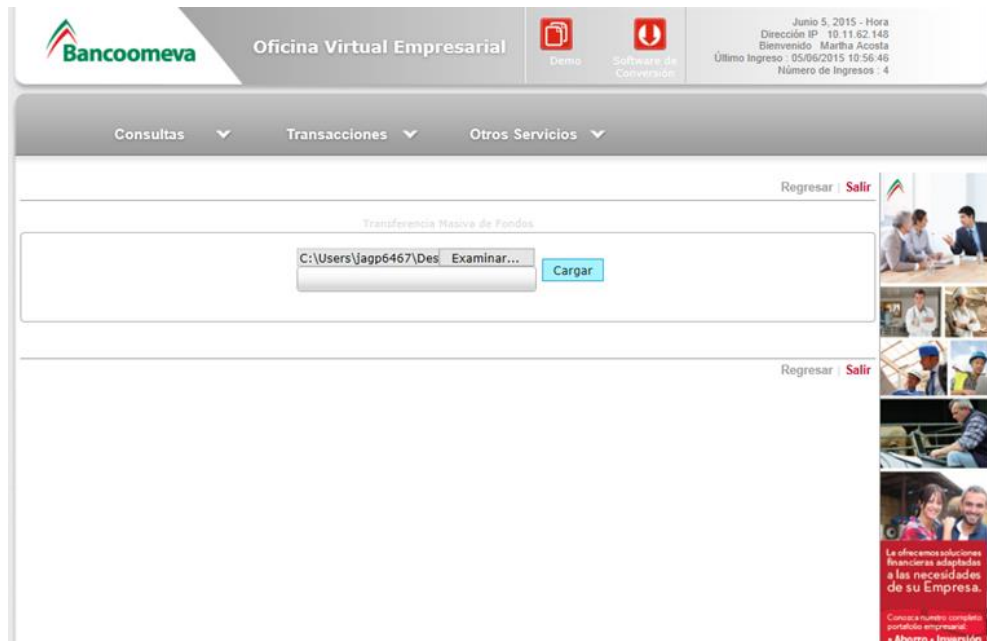 Bancoomeva
Oficina Virtual Empresarial
Demo
Software de
Conversión
Junio 5, 2015 - Hora
Dirección IP 10.11.62.148
Bienvenido Martha Acosta
Último Ingreso : 05/06/2015 10:56:46
Número de Ingresos : 4
Consultas
Transacciones
Otros Servicios
Regresar | Salir
Transferencia Masiva de Fondos
C:\Users\jagp6467\Des Examinar...
Cargar
Regresar | Salir
Le ofrecemos soluciones
financieras adaptadas
a las necesidades
de su Empresa.
Conozca nuestro completo
portafolio empresarial:
• Ahorro • Inversión